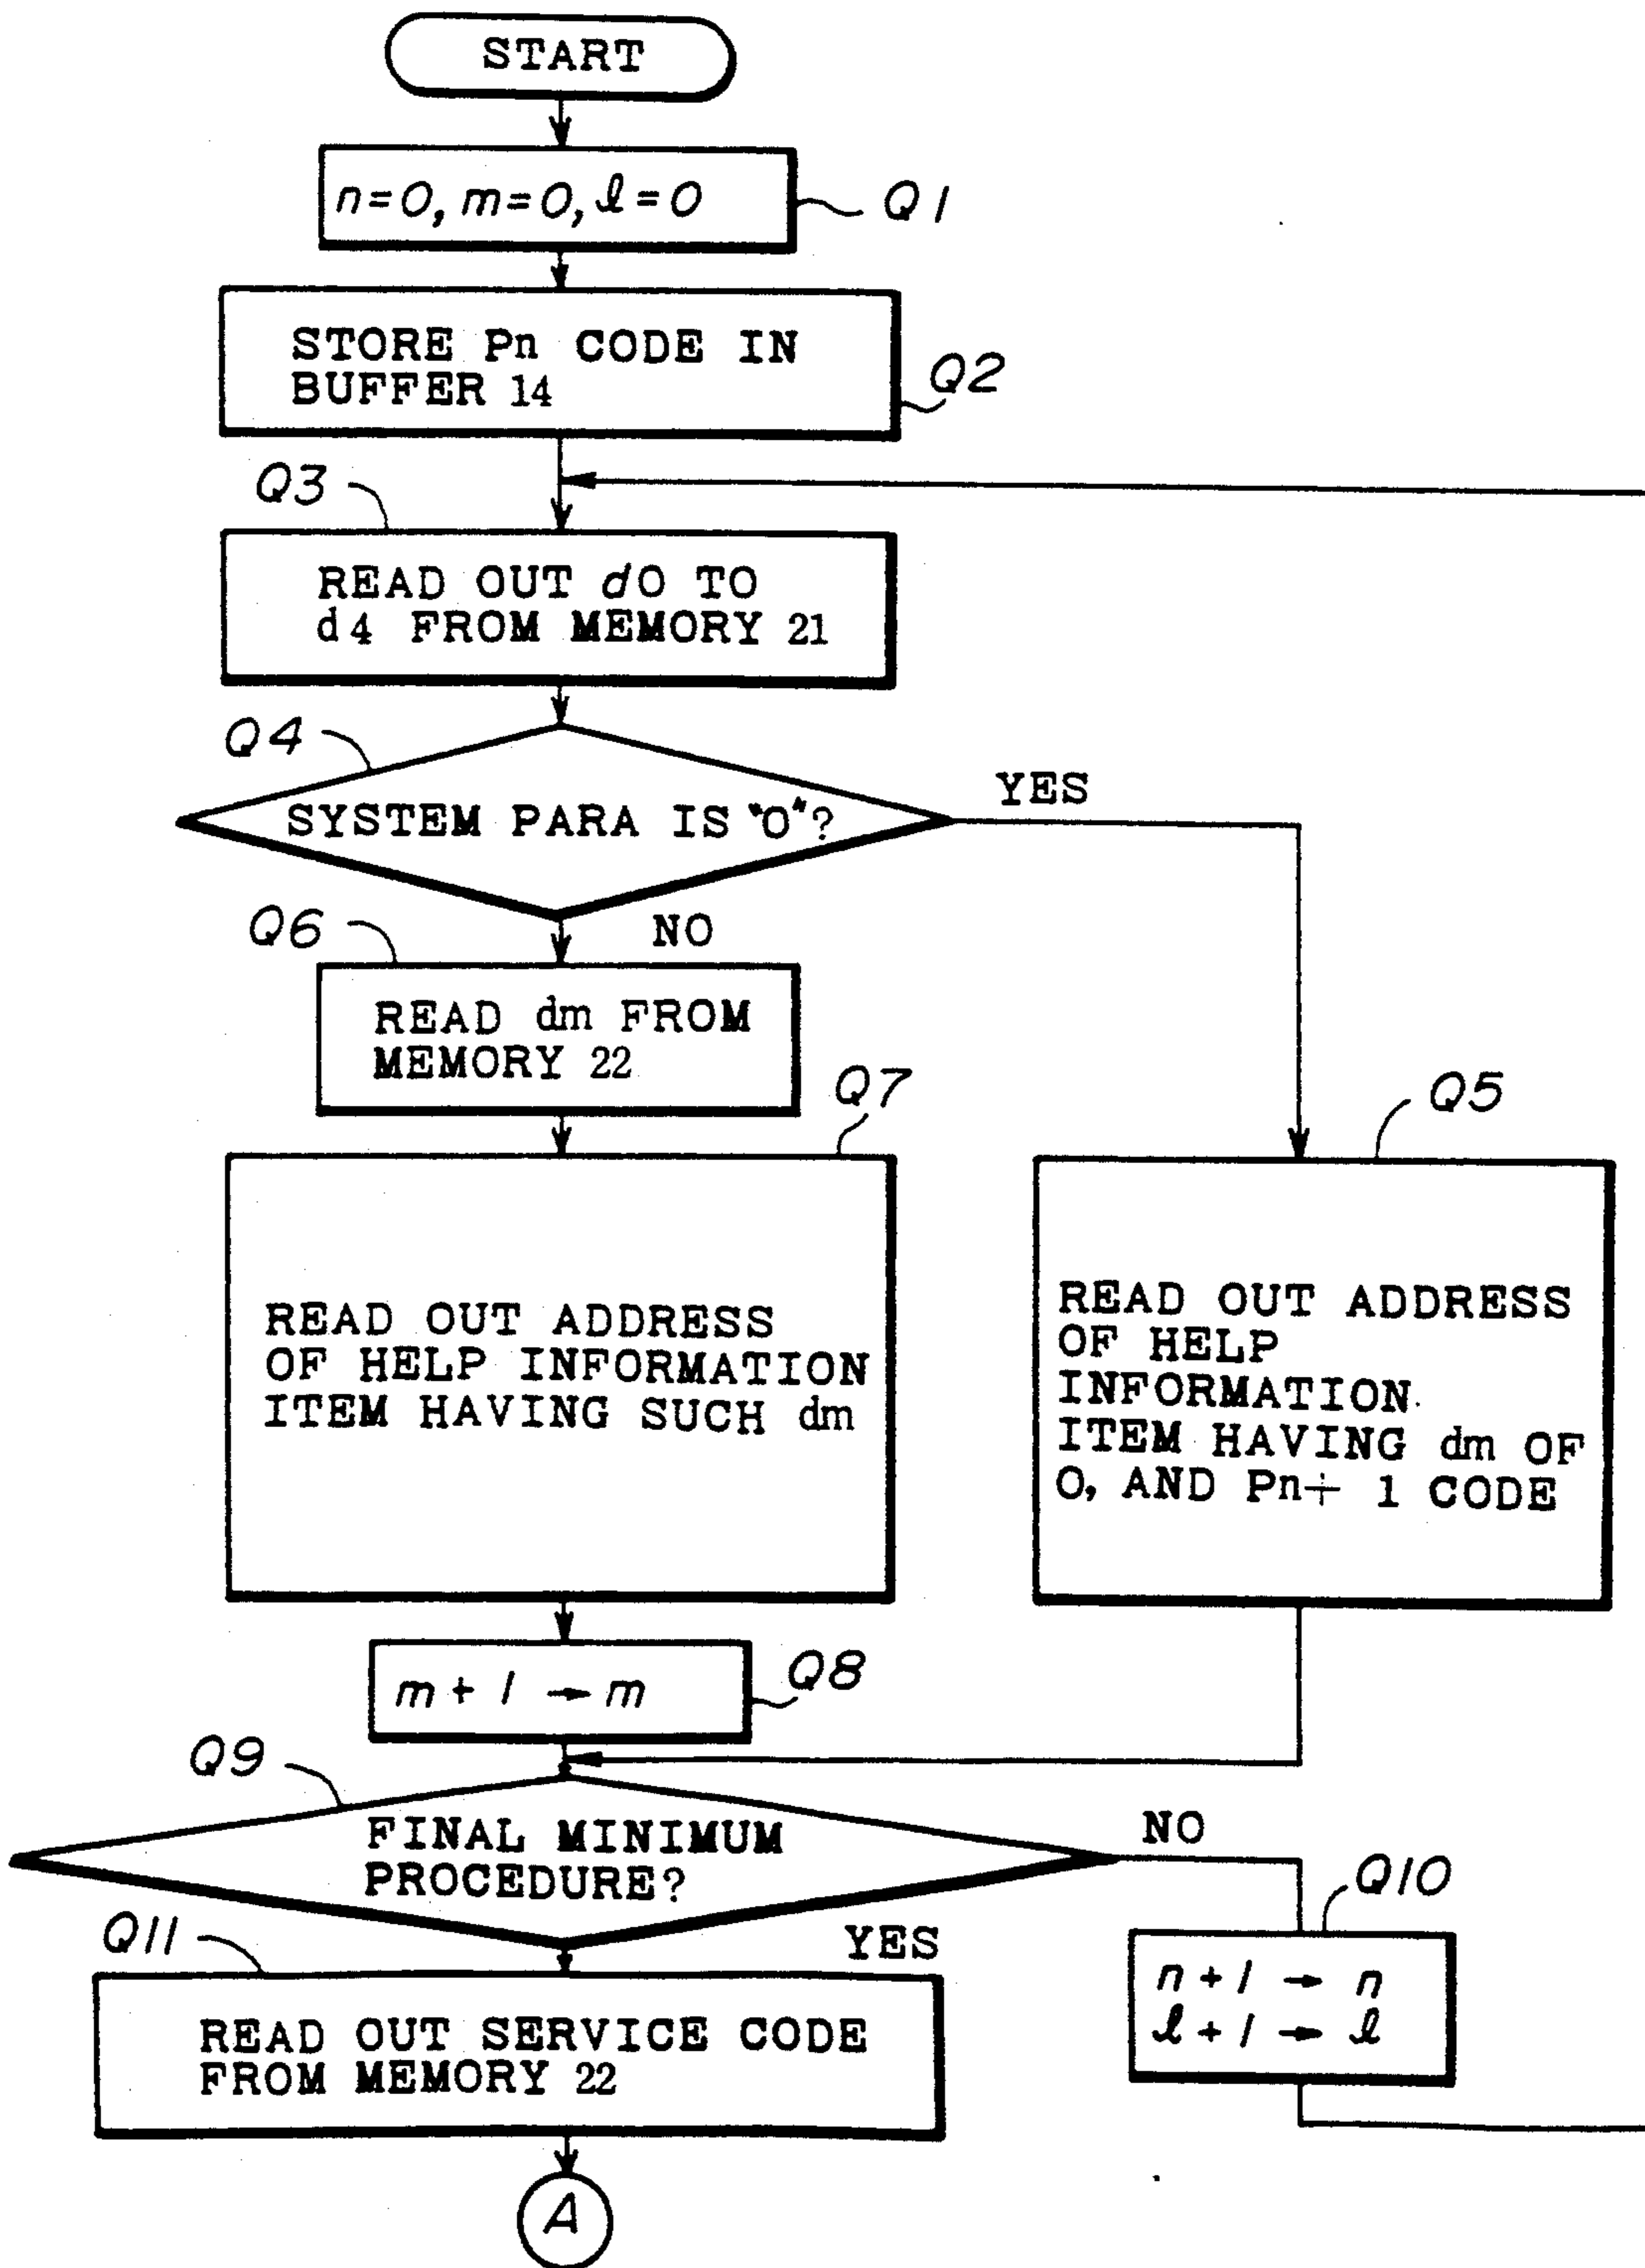 START
n=0, m=0, ℓ=0
Q1
STORE Pn CODE IN
BUFFER 14
Q2
Q3
READ OUT d0 TO
d4 FROM MEMORY 21
Q4
SYSTEM PARA IS "0"?
YES
NO
Q6
READ dm FROM
MEMORY 22
Q7
READ OUT ADDRESS
OF HELP INFORMATION
ITEM HAVING SUCH dm
Q5
READ OUT ADDRESS
OF HELP
INFORMATION
ITEM HAVING dm OF
0, AND Pn+ 1 CODE
m + 1 → m
Q8
Q9
FINAL MINIMUM
PROCEDURE?
NO
YES
Q10
n + 1 → n
ℓ + 1 → ℓ
Q11
READ OUT SERVICE CODE
FROM MEMORY 22
A